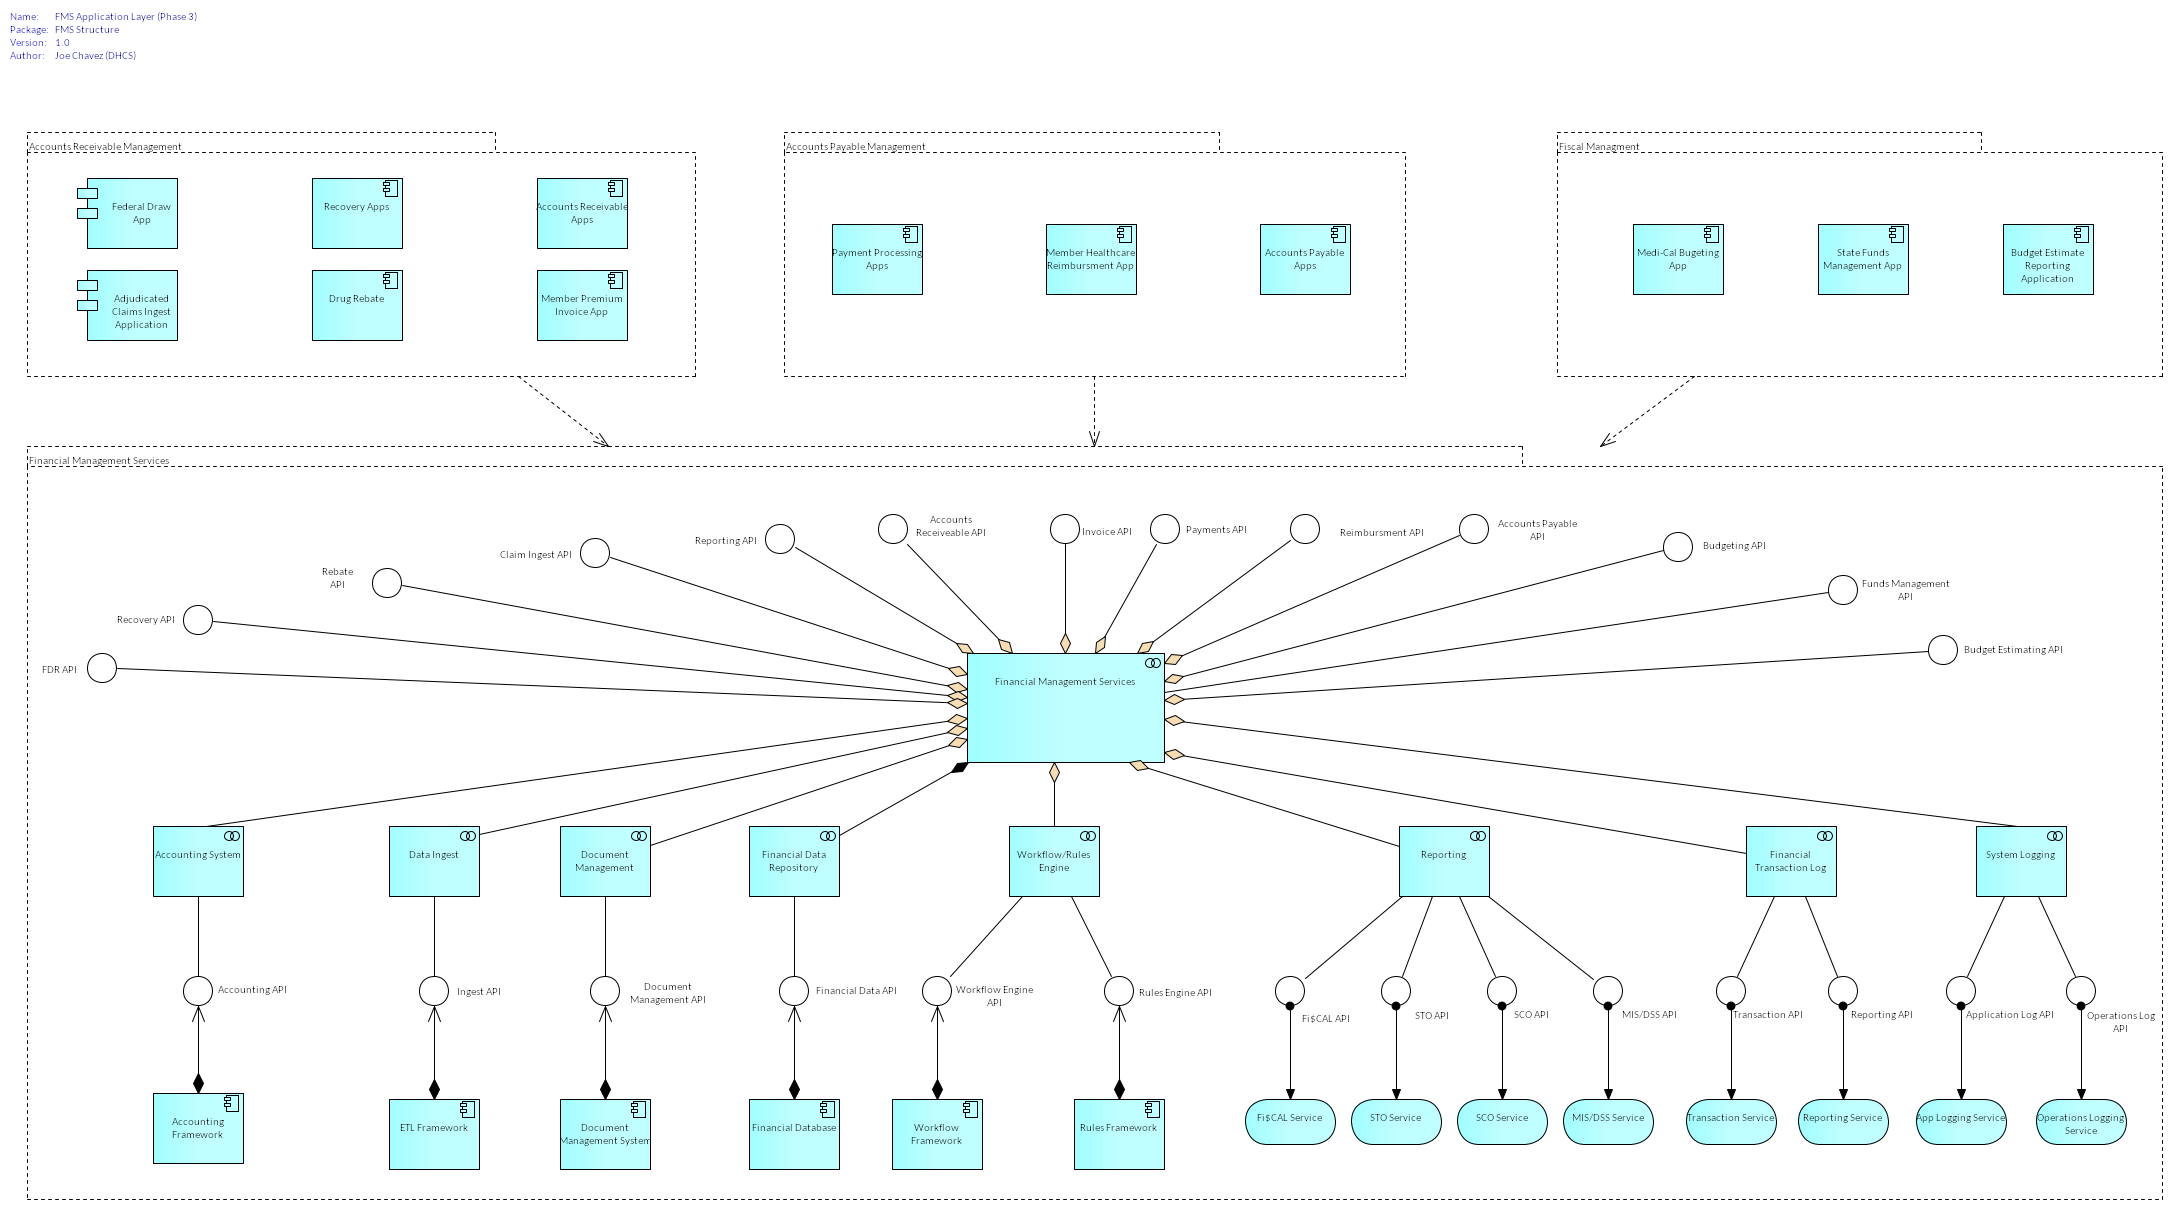 Name: FMS Application Layer (Phase 3)
Package: FMS Structure
Version: 1.0
Author: Joe Chavez (DHCS)
Accounts Receivable Management
Federal Draw
App
Recovery Apps
Accounts Receivable
Apps
Adjudicated
Claims Ingest
Application
Drug Rebate
Member Premium
Invoice App
Accounts Payable Management
Payment Processing
Apps
Member Healthcare
Reimbursment App
Accounts Payable
Apps
Fiscal Managment
Medi-Cal Bugeting
App
State Funds
Management App
Budget Estimate
Reporting
Application
Financial Management Services
FDR API
Recovery API
Rebate
API
Claim Ingest API
Reporting API
Accounts
Receiveable API
Invoice API
Payments API
Reimbursment API
Accounts Payable
API
Budgeting API
Funds Management
API
Budget Estimating API
Financial Management Services
Accounting System
Data Ingest
Document
Management
Financial Data
Repository
Workflow/Rules
Engine
Reporting
Financial
Transaction Log
System Logging
Accounting API
Ingest API
Document
Management API
Financial Data API
Workflow Engine
API
Rules Engine API
Fi$CAL API
STO API
SCO API
MIS/DSS API
Transaction API
Reporting API
Application Log API
Operations Log
API
Accounting
Framework
ETL Framework
Document
Management System
Financial Database
Workflow
Framework
Rules Framework
Fi$CAL Service
STO Service
SCO Service
MIS/DSS Service
Transaction Service
Reporting Service
App Logging Service
Operations Logging
Service